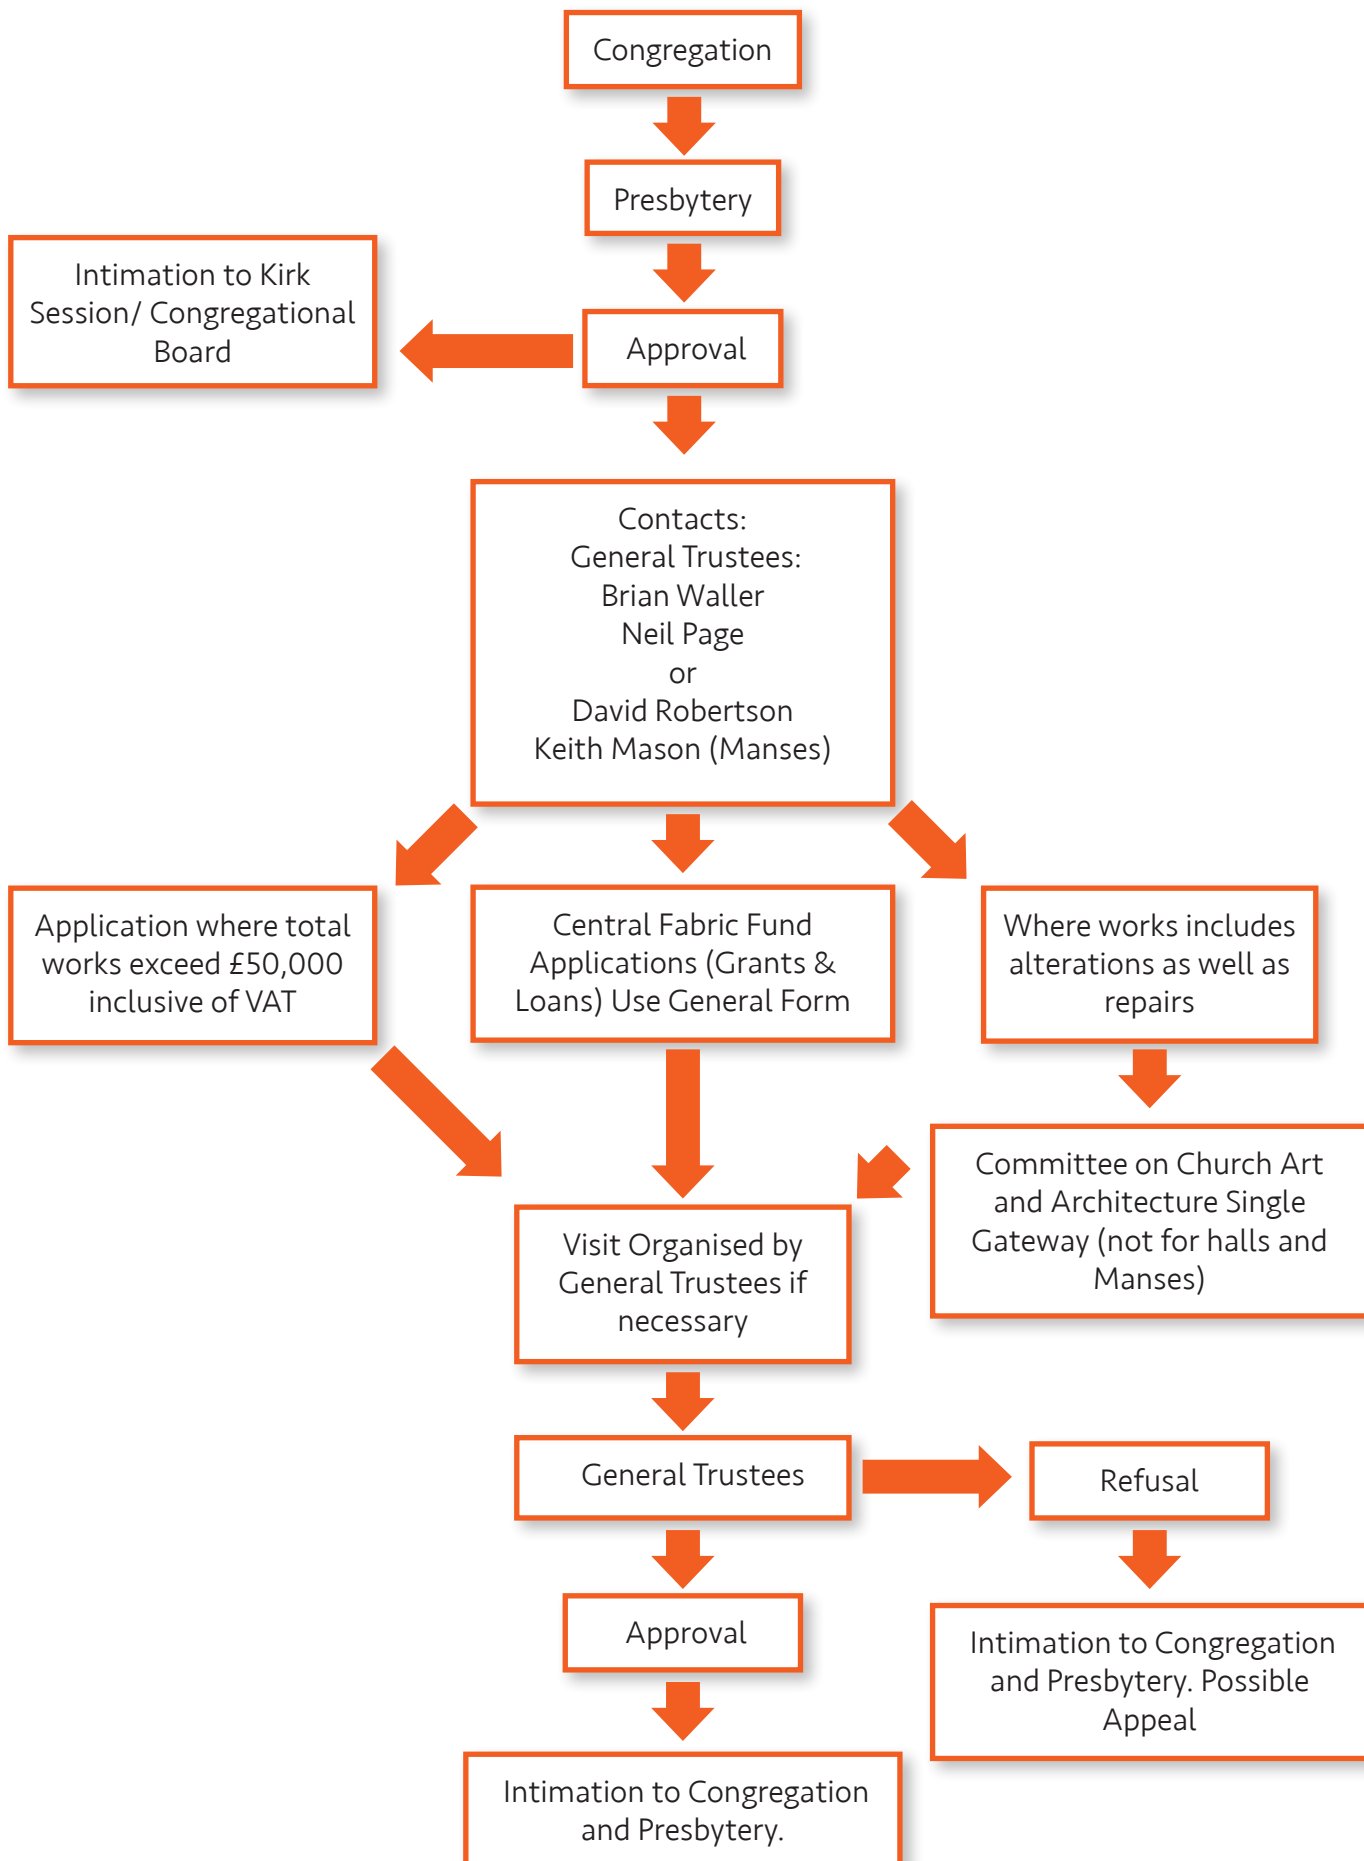 Congregation
Presbytery
Intimation to Kirk
Session/ Congregational
Board
Approval
Contacts:
General Trustees:
Brian Waller
Neil Page
or
David Robertson
Keith Mason (Manses)
Application where total
works exceed £50,000
inclusive of VAT
Central Fabric Fund
Applications (Grants &
Loans) Use General Form
Where works includes
alterations as well as
repairs
Committee on Church Art
and Architecture Single
Gateway (not for halls and
Manses)
Visit Organised by
General Trustees if
necessary
General Trustees
Refusal
Approval
Intimation to Congregation
and Presbytery. Possible
Appeal
Intimation to Congregation
and Presbytery.